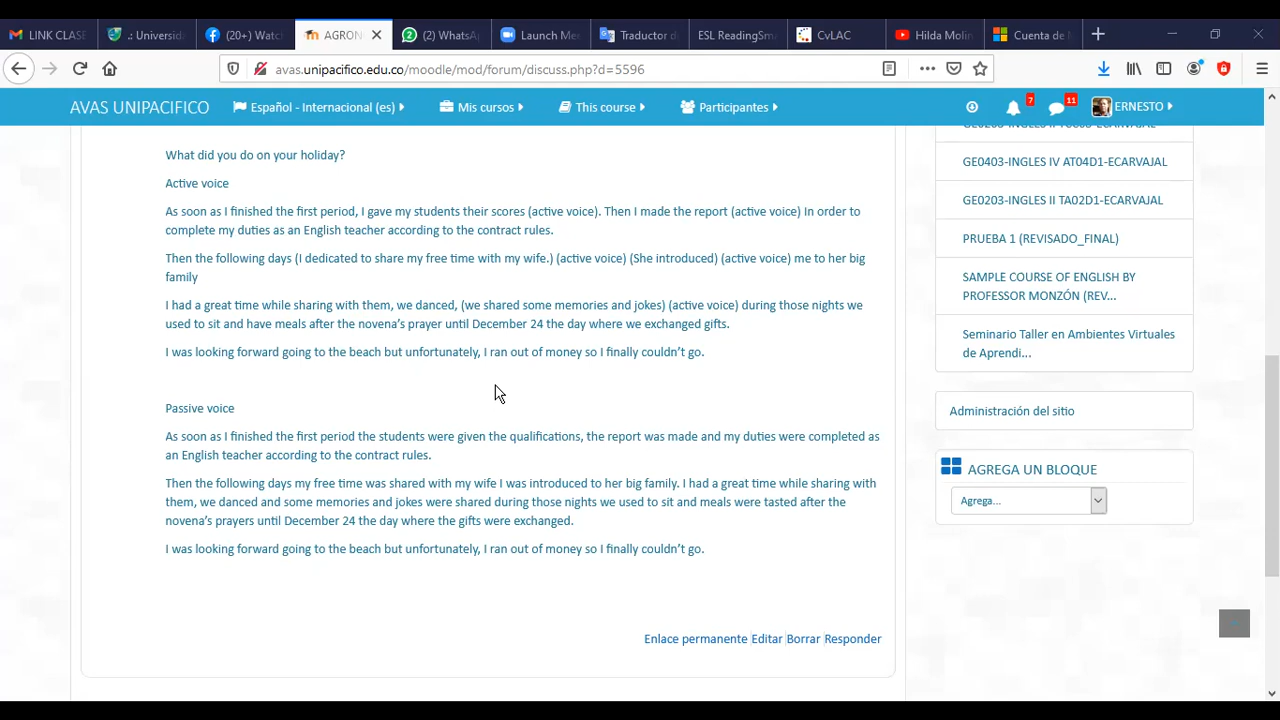 LINK CLASE
.: Universida
(20+) Watc
AGRON
(2) WhatsA
Launch Me
Traductor d
ESL ReadingSma
CvLAC
Hilda Molin
Cuenta de M
avas.unipacifico.edu.co/moodle/mod/forum/discuss.php?d=5596
AVAS UNIPACIFICO
Español - Internacional (es)
Mis cursos
This course
Participantes
7
11
ERNESTO
What did you do on your holiday?
Active voice
As soon as I finished the first period, I gave my students their scores (active voice). Then I made the report (active voice) In order to
complete my duties as an English teacher according to the contract rules.
Then the following days (I dedicated to share my free time with my wife.) (active voice) (She introduced) (active voice) me to her big
family
I had a great time while sharing with them, we danced, (we shared some memories and jokes) (active voice) during those nights we
used to sit and have meals after the novena’s prayer until December 24 the day where we exchanged gifts.
I was looking forward going to the beach but unfortunately, I ran out of money so I finally couldn’t go.
Passive voice
As soon as I finished the first period the students were given the qualifications, the report was made and my duties were completed as
an English teacher according to the contract rules.
Then the following days my free time was shared with my wife I was introduced to her big family. I had a great time while sharing with
them, we danced and some memories and jokes were shared during those nights we used to sit and meals were tasted after the
novena’s prayers until December 24 the day where the gifts were exchanged.
I was looking forward going to the beach but unfortunately, I ran out of money so I finally couldn’t go.
Enlace permanente Editar Borrar Responder
GE0403-INGLES IV AT04D1-ECARVAJAL
GE0203-INGLES II TA02D1-ECARVAJAL
PRUEBA 1 (REVISADO_FINAL)
SAMPLE COURSE OF ENGLISH BY
PROFESSOR MONZÓN (REV...
Seminario Taller en Ambientes Virtuales
de Aprendi...
Administración del sitio
AGREGA UN BLOQUE
Agrega...